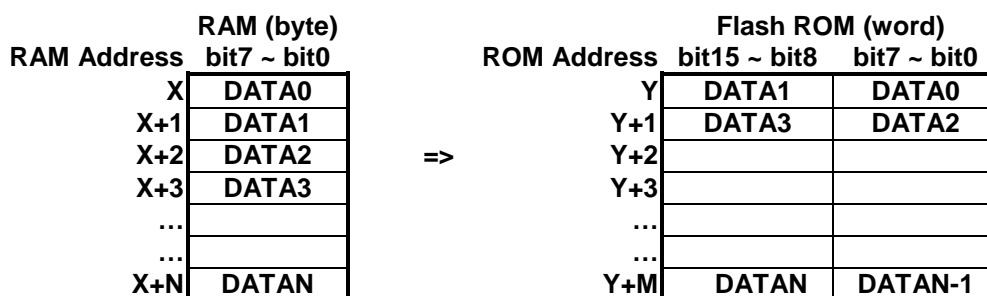 RAM (byte) Flash ROM (word)
RAM Address bit7 ~ bit0 ROM Address bit15 ~ bit8 bit7 ~ bit0
X DATA0 Y DATA1 DATA0
X+1 DATA1 Y+1 DATA3 DATA2
X+2 DATA2 => Y+2
X+3 DATA3 Y+3
... ...
... ...
X+N DATAN Y+M DATAN DATAN-1